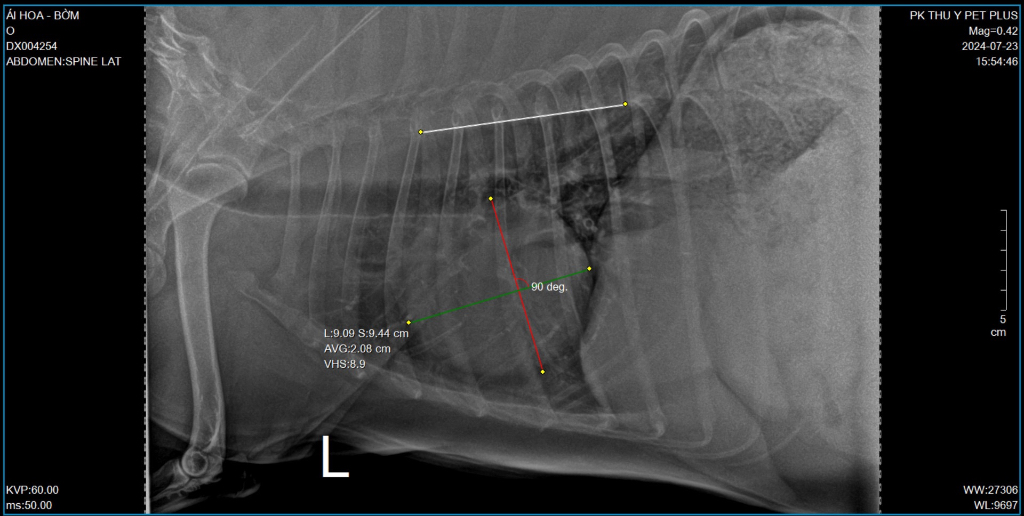 ÁI HOA - BỜM
O
DX004254
ABDOMEN:SPINE LAT
PK THU Y PET PLUS
Mag=0.42
2024-07-23
15:54:46
90 deg.
L:9.09 S:9.44 cm
AVG:2.08 cm
VHS:8.9
5
cm
L
KVP:60.00
ms:50.00
WW:27306
WL:9697